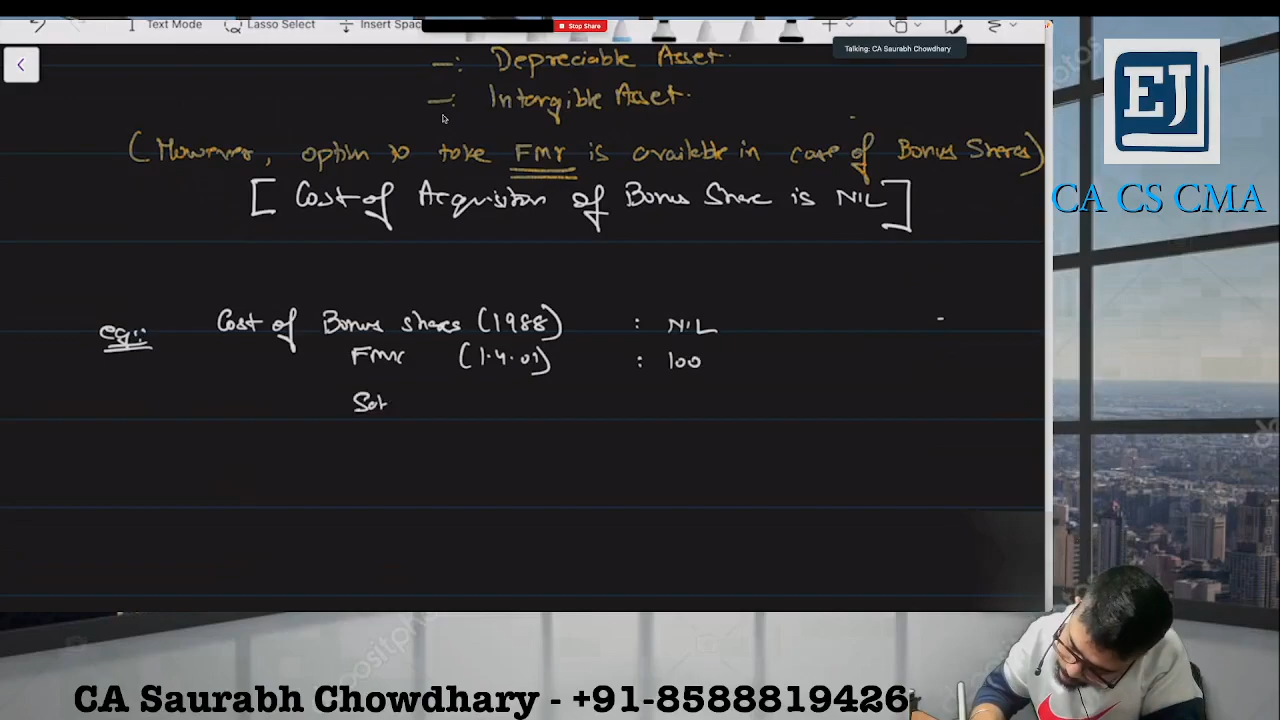 Text Mode Lasso Select Insert Spac
Stop Share
Talking: CA Saurabh Chowdhary
—: Depreciable Asset.
—: Intangible Asset.
(However, option to take FMV is available in case of Bonus Shares)
[Cost of Acquisition of Bonus Share is NIL]
eg:: Cost of Bonus shares (1988) : NIL
FMV (1.4.01) : 100
EJ
CA CS CMA
CA Saurabh Chowdhary - +91-8588819426